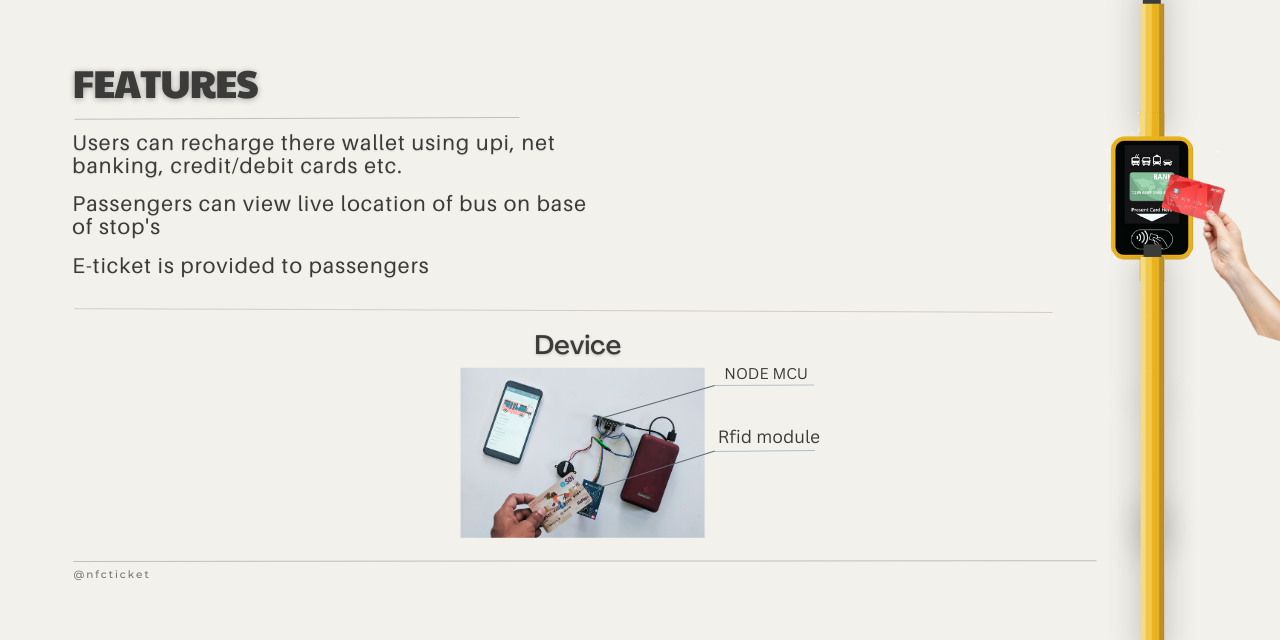 FEATURES
Users can recharge there wallet using upi, net
banking, credit/debit cards etc.
Passengers can view live location of bus on base
of stop's
E-ticket is provided to passengers
Device
NODE MCU
Rfid module
SBI
BANK
Present Card Here
@nfcticket